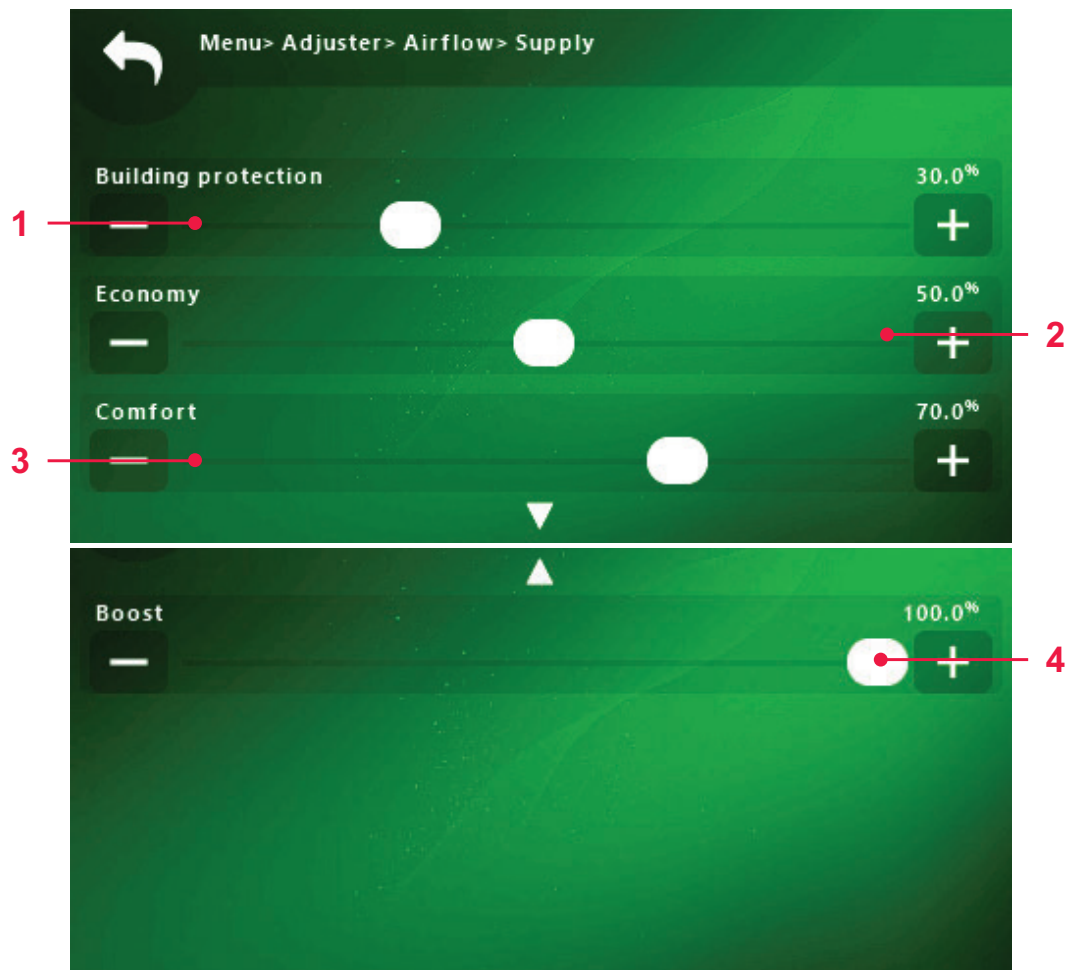 Menu> Adjuster> Airflow> Supply
Building protection 30.0%
1
Economy 50.0%
2
Comfort 70.0%
3
Boost 100.0%
4